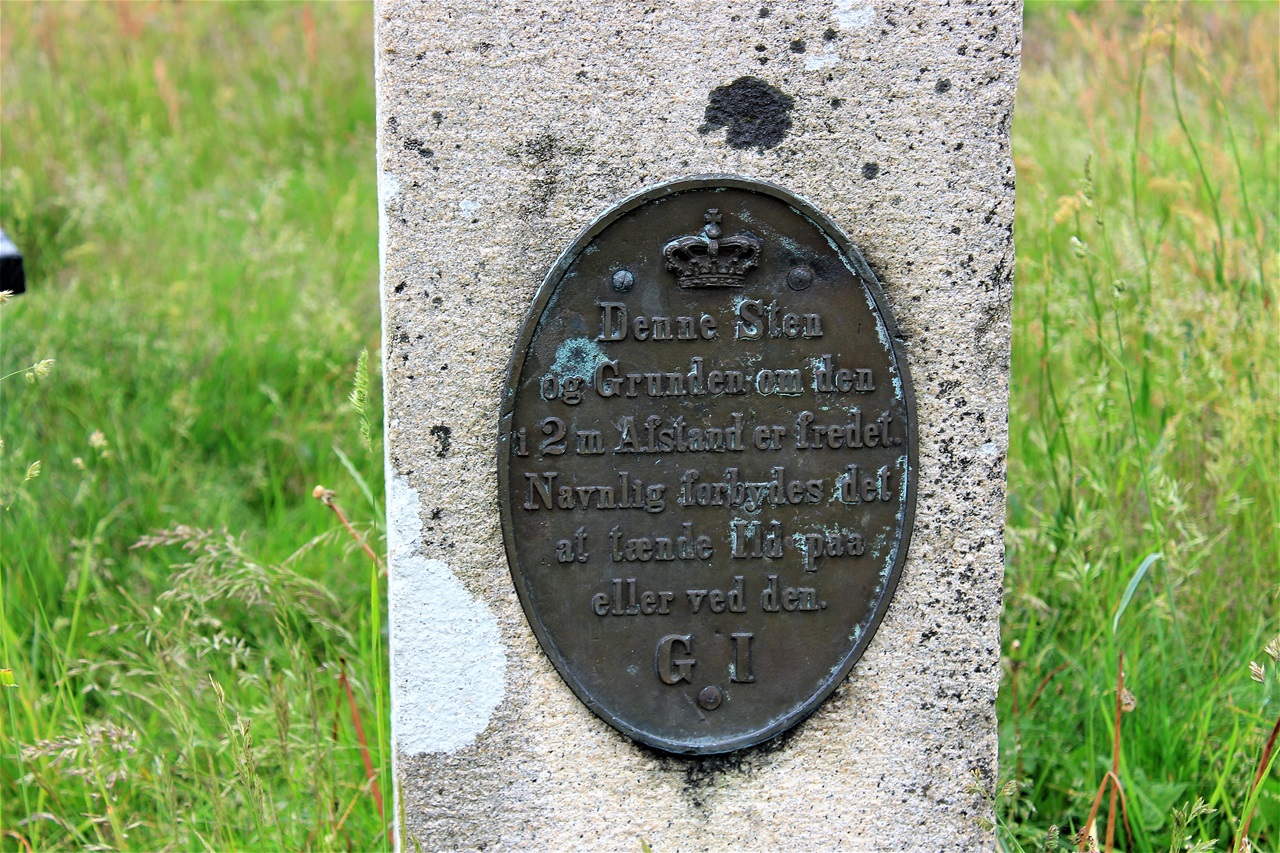 Denne Sten
og Grunden om den
i 2 m Afstand er fredet.
Navnlig forbydes det
at tænde Ild paa
eller ved den.
G I